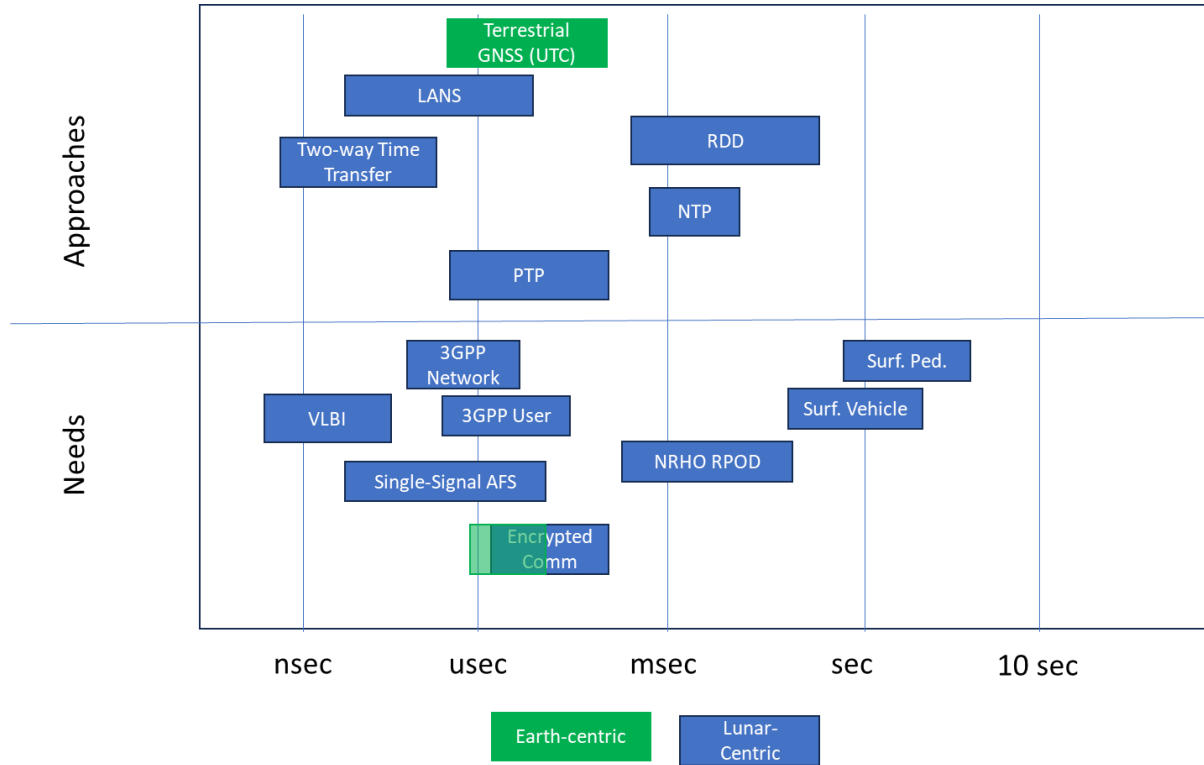 Approaches
Terrestrial
GNSS (UTC)
LANS
Two-way Time
Transfer
RDD
NTP
PTP
Needs
3GPP
Network
Surf. Ped.
VLBI
3GPP User
Surf. Vehicle
NRHO RPOD
Single-Signal AFS
Encrypted
Comm
nsec
usec
msec
sec
10 sec
Earth-centric
Lunar-
Centric